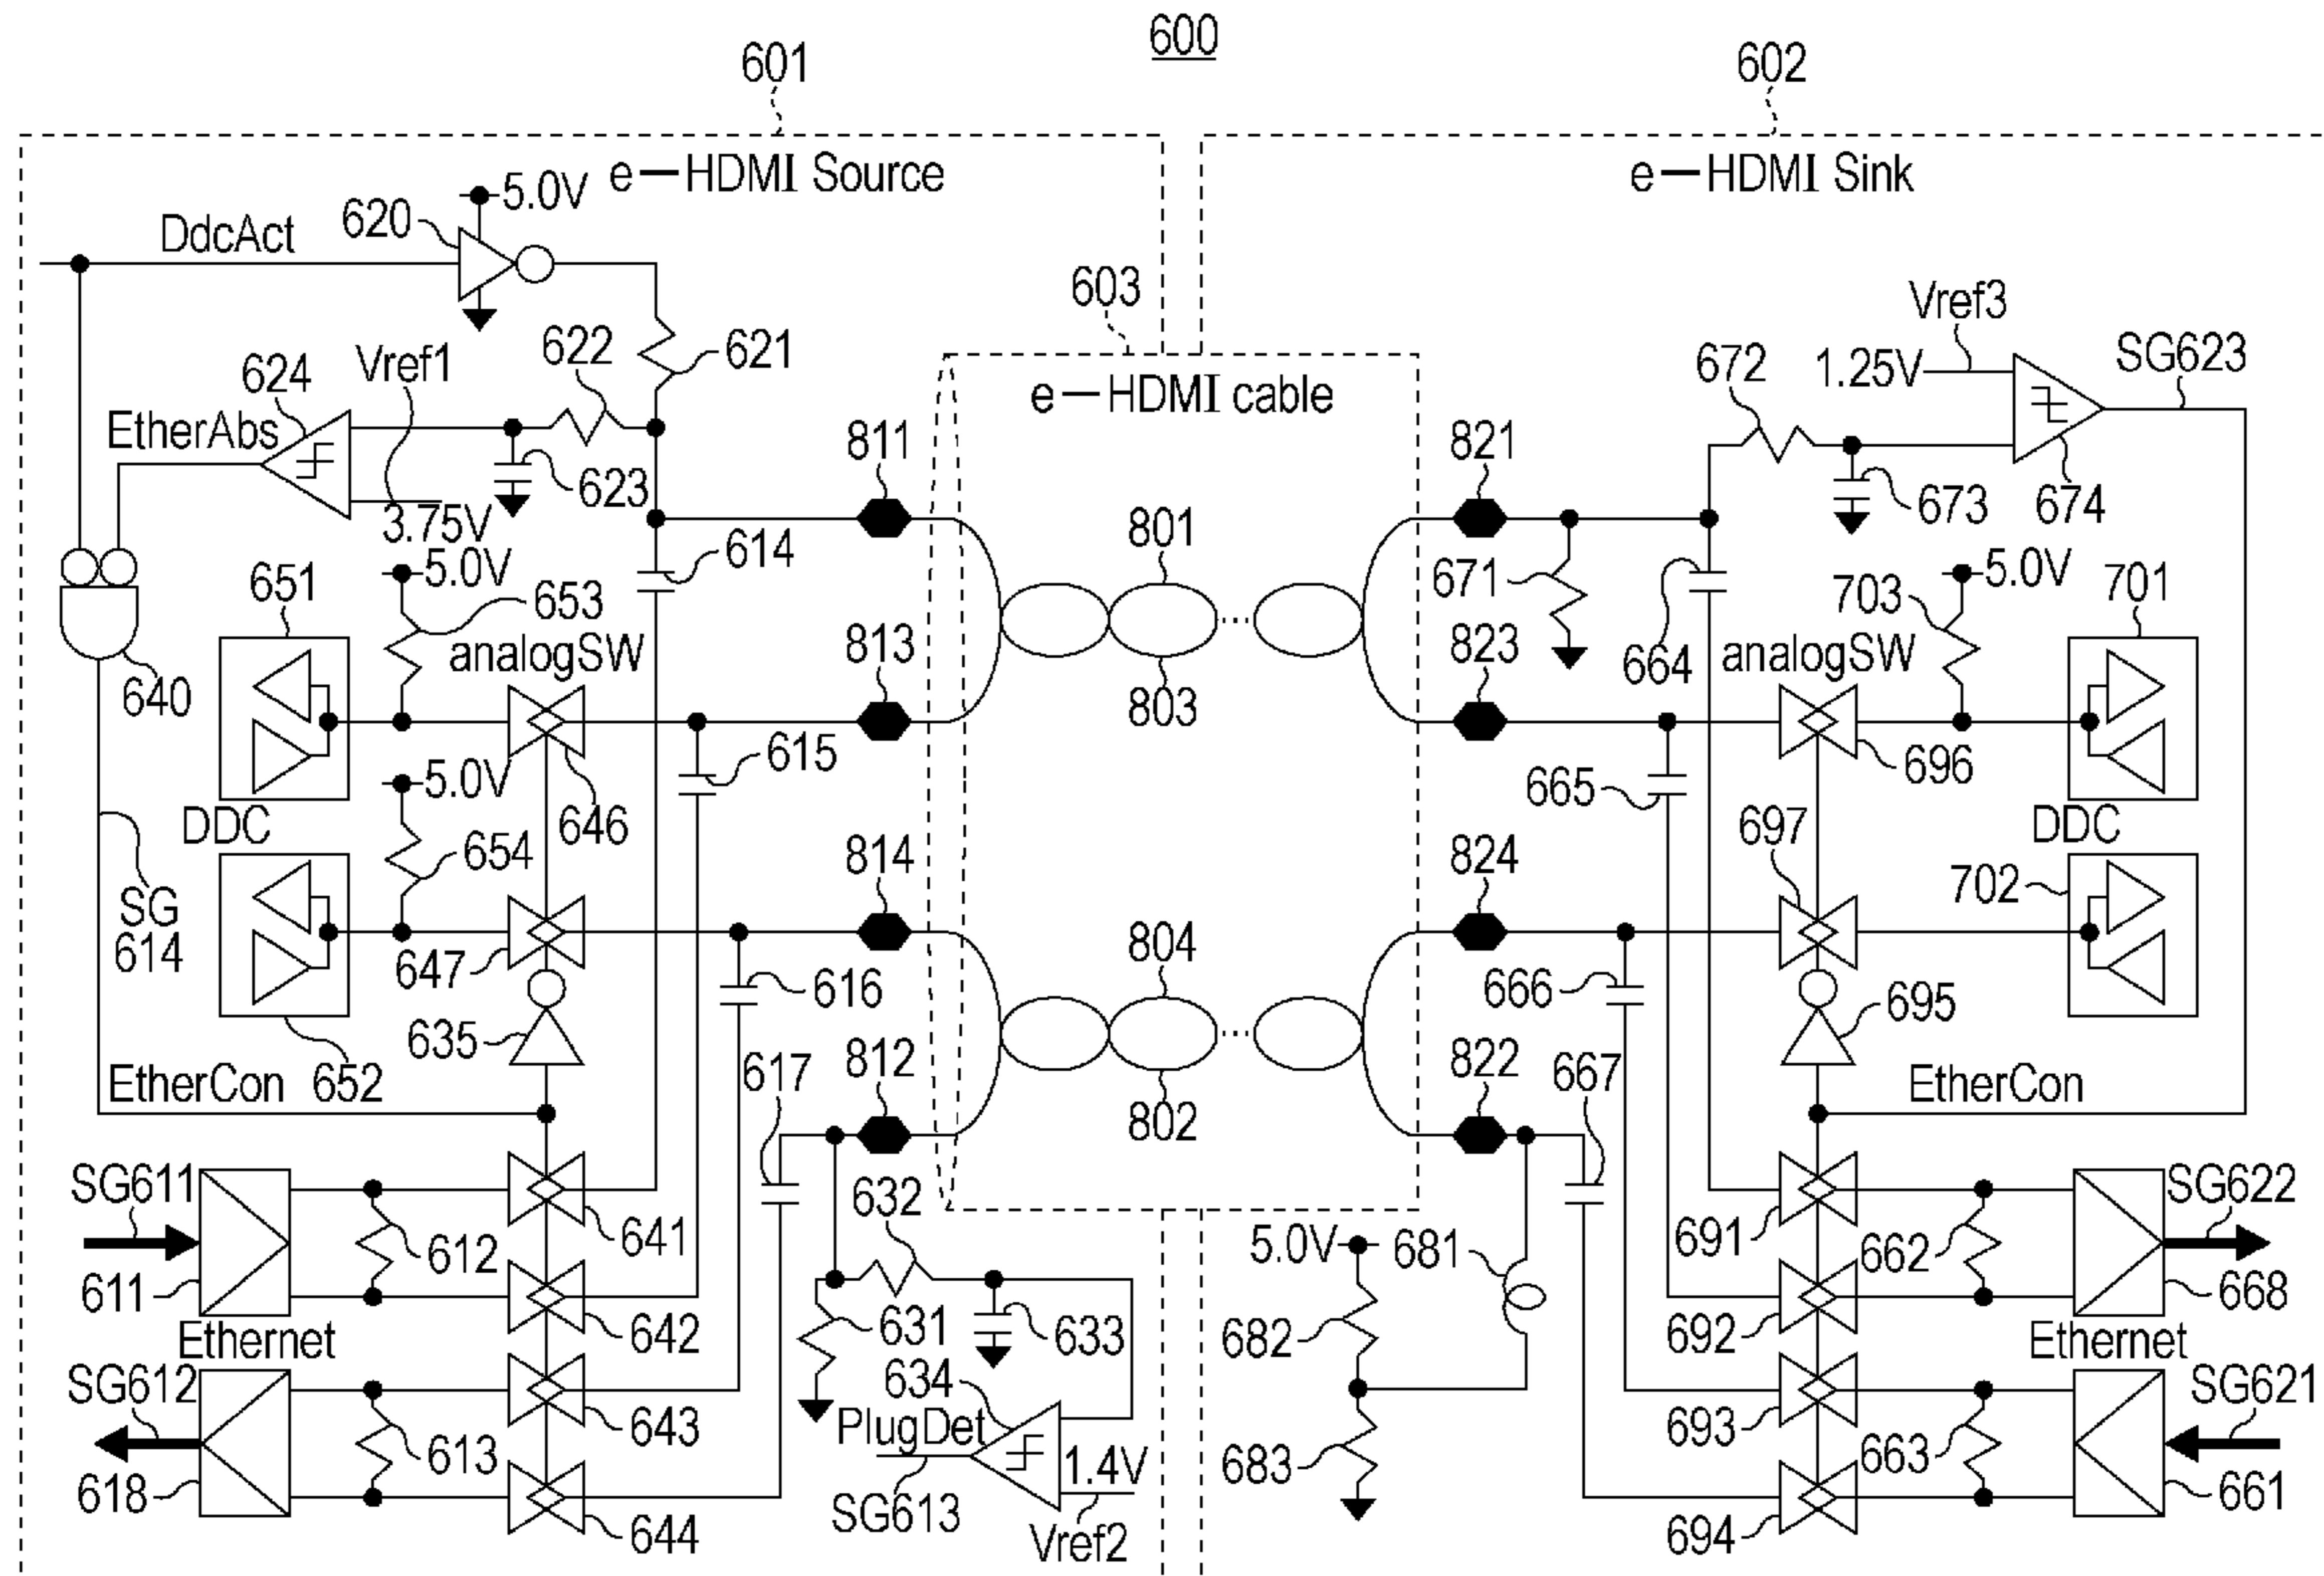 600
601
602
e—HDMI Source
e—HDMI Sink
5.0V
620
DdcAct
603
Vref3
622
621
624
Vref1
672
1.25V
SG623
e—HDMI cable
EtherAbs
811
821
623
673
674
3.75V
801
614
5.0V
5.0V
651
653
671
703
701
813
823
analogSW
664
analogSW
640
803
615
5.0V
665
696
DDC
646
697
DDC
654
814
824
702
SG
614
647
616
804
666
695
635
EtherCon
652
617
812
802
822
667
EtherCon
SG611
632
SG622
641
5.0V
681
691
612
662
611
631
633
668
642
682
692
Ethernet
Ethernet
SG612
634
SG621
643
PlugDet
693
613
1.4V
683
663
618
661
SG613
644
Vref2
694